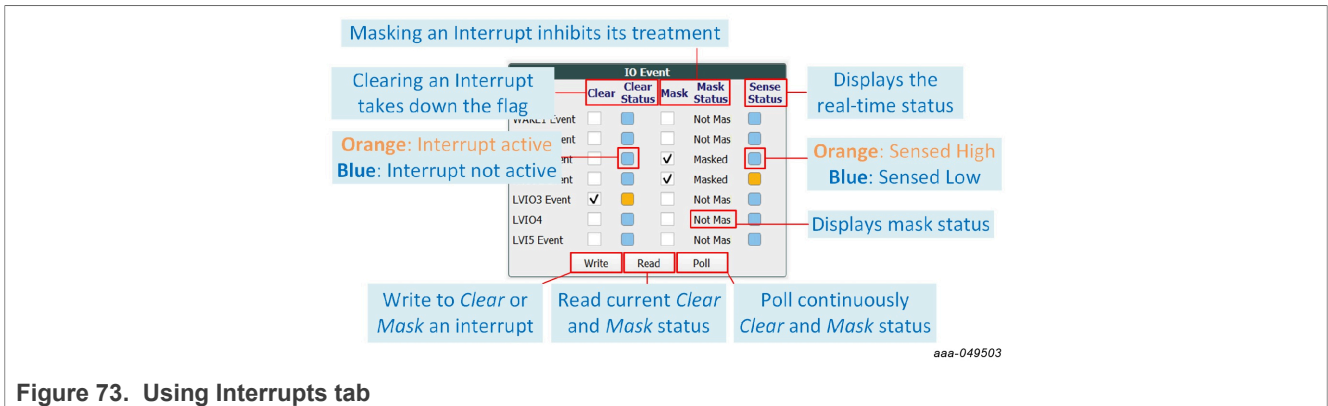 Masking an Interrupt inhibits its treatment
IO Event
Clearing an Interrupt
takes down the flag
Clear
Clear
Status
Mask
Mask
Status
Sense
Status
Displays the
real-time status
Event
Not Mas
Orange: Interrupt active
Blue: Interrupt not active
Not Mas
Masked
Masked
Orange: Sensed High
Blue: Sensed Low
LVIO3 Event
Not Mas
LVIO4
Not Mas
Displays mask status
LVI5 Event
Not Mas
Write
Read
Poll
Write to Clear or
Mask an interrupt
Read current Clear
and Mask status
Poll continuously
Clear and Mask status
aaa-049503
Figure 73. Using Interrupts tab